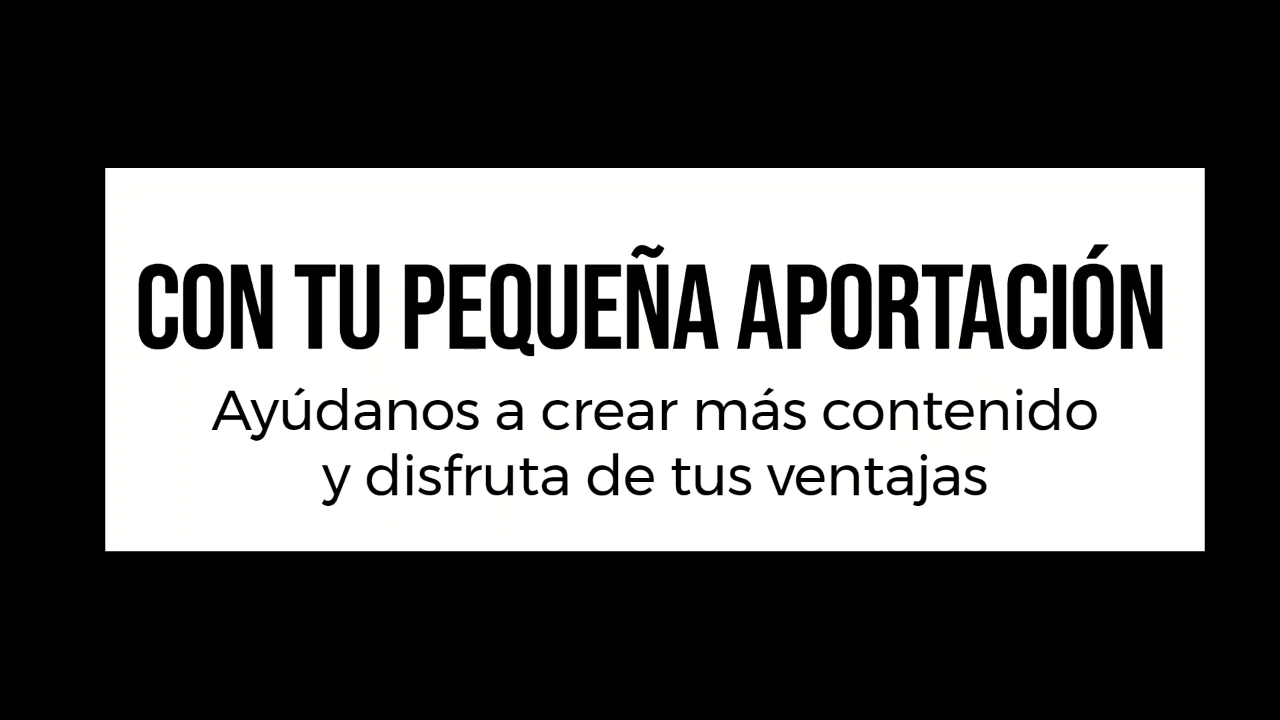 CON TU PEQUEÑA APORTACIÓN
Ayúdanos a crear más contenido
y disfruta de tus ventajas